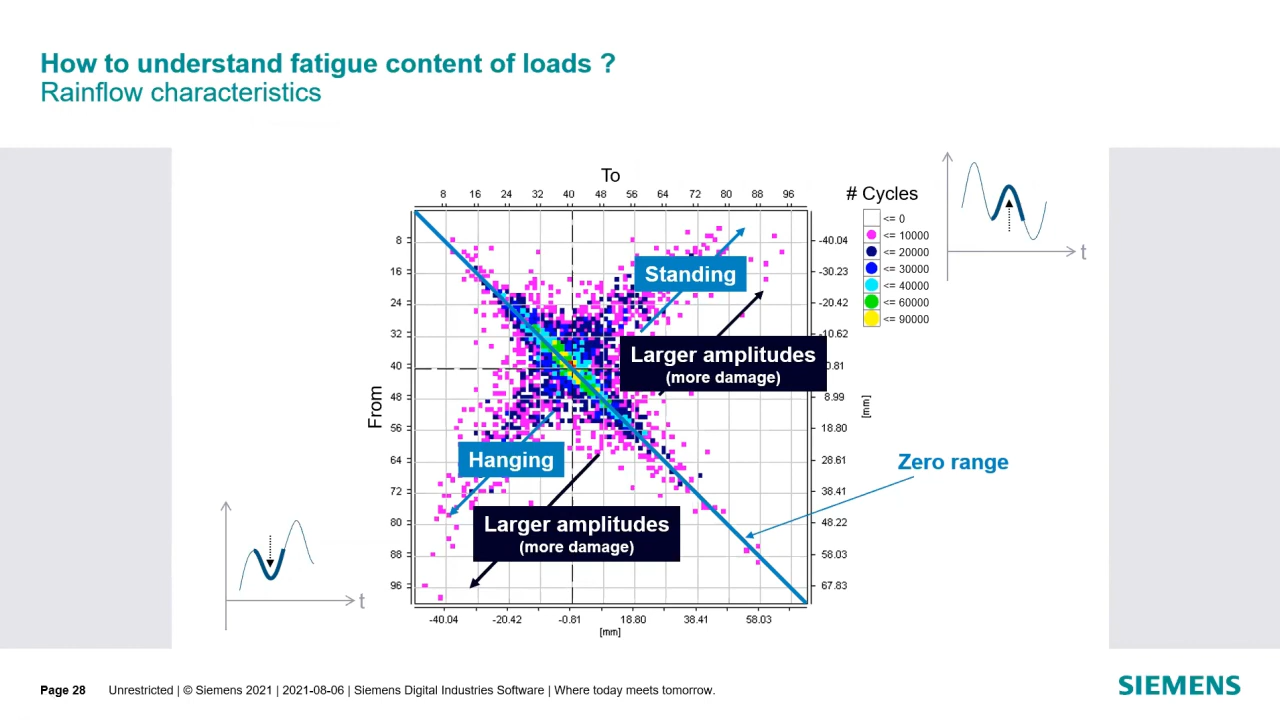 How to understand fatigue content of loads ?
Rainflow characteristics
To
8 16 24 32 40 48 56 64 72 80 88 96
# Cycles
<= 0
<= 10000
<= 20000
<= 30000
<= 40000
<= 60000
<= 90000
t
From
8
16
24
32
40
48
56
64
72
80
88
96
-40.04
-30.23
-20.42
-10.62
0.81
8.99
18.80
28.61
38.41
48.22
58.03
67.83
[mm]
Standing
Larger amplitudes
(more damage)
Hanging
Larger amplitudes
(more damage)
Zero range
t
-40.04 -20.42 -0.81 18.80 38.41 58.03
[mm]
Page 28 Unrestricted | © Siemens 2021 | 2021-08-06 | Siemens Digital Industries Software | Where today meets tomorrow.
SIEMENS